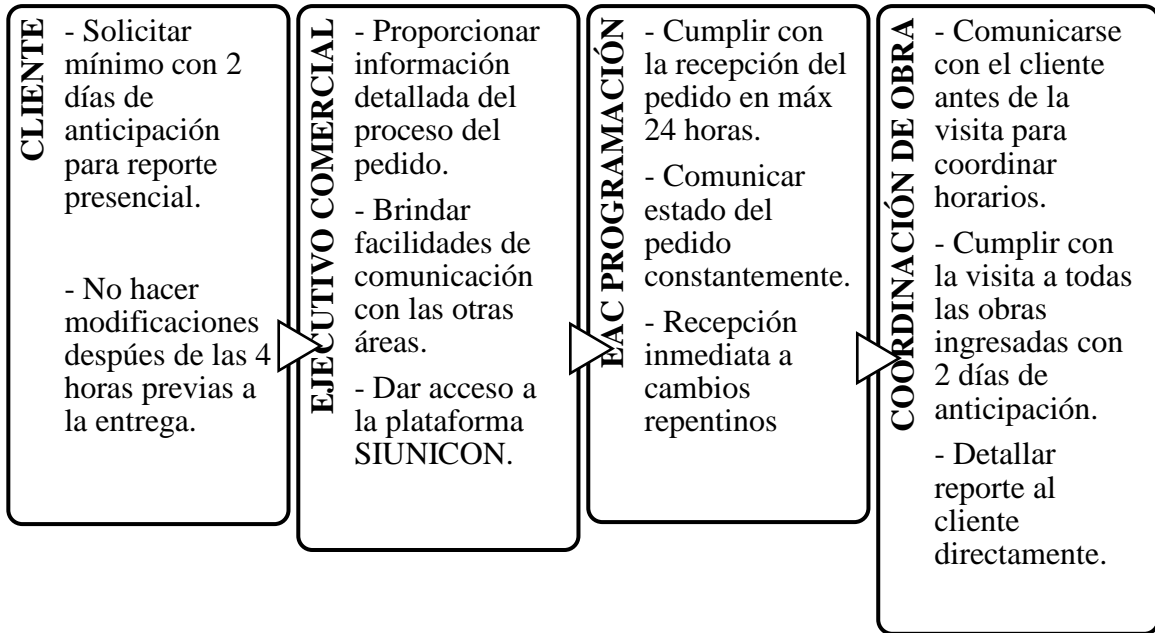 CLIENTE
- Solicitar
mínimo con 2
días de
anticipación
para reporte
presencial.
- No hacer
modificaciones
despúes de las 4
horas previas a
la entrega.
EJECUTIVO COMERCIAL
- Proporcionar
información
detallada del
proceso del
pedido.
- Brindar
facilidades de
comunicación
con las otras
áreas.
- Dar acceso a
la plataforma
SIUNICON.
EAC PROGRAMACIÓN
- Cumplir con
la recepción del
pedido en máx
24 horas.
- Comunicar
estado del
pedido
constantemente.
- Recepción
inmediata a
cambios
repentinos
COORDINACIÓN DE OBRA
- Comunicarse
con el cliente
antes de la
visita para
coordinar
horarios.
- Cumplir con
la visita a todas
las obras
ingresadas con
2 días de
anticipación.
- Detallar
reporte al
cliente
directamente.